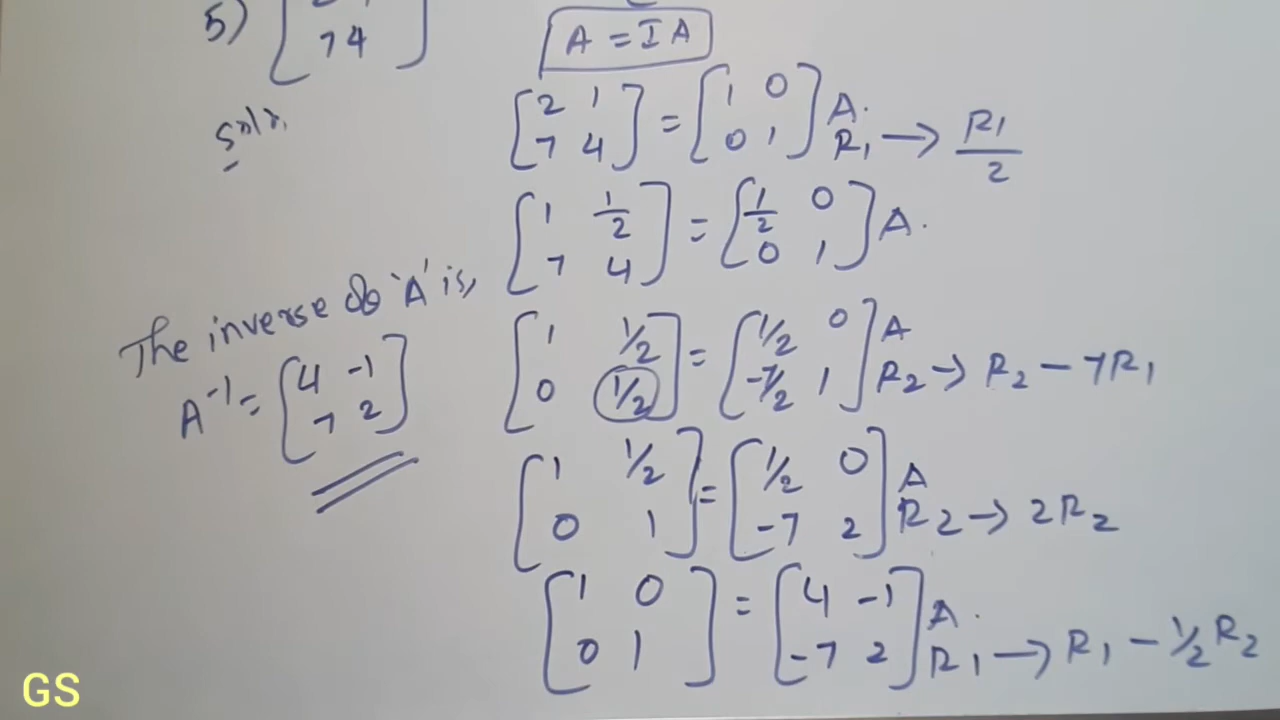 5) [ 2 1
7 4 ]
A = I A
Soln.
[ 2 1
7 4 ] = [ 1 0
0 1 ] A.
R₁ → R₁/2
[ 1 1/2
7 4 ] = [ 1/2 0
0 1 ] A.
[ 1 1/2
0 1/2 ] = [ 1/2 0
-7/2 1 ] A
R₂ → R₂ - 7R₁
[ 1 1/2
0 1 ] = [ 1/2 0
-7 2 ] A
R₂ → 2R₂
[ 1 0
0 1 ] = [ 4 -1
-7 2 ] A.
R₁ → R₁ - 1/2 R₂
The inverse of 'A' is,
A⁻¹ = [ 4 -1
7 2 ]
GS